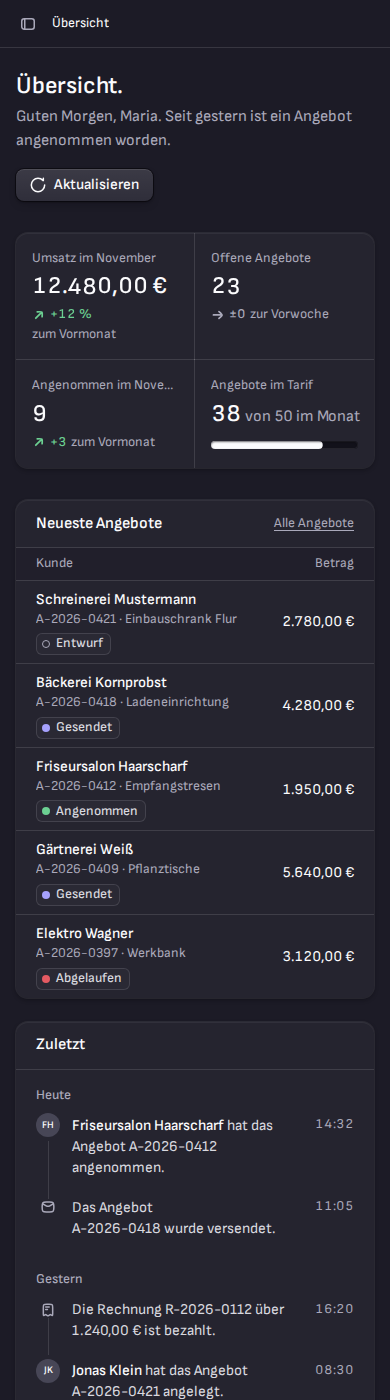 Übersicht
Übersicht.
Guten Morgen, Maria. Seit gestern ist ein Angebot
angenommen worden.
Aktualisieren
Umsatz im November
12.480,00 €
+12 %
zum Vormonat
Offene Angebote
23
±0 zur Vorwoche
Angenommen im Nove…
9
+3 zum Vormonat
Angebote im Tarif
38 von 50 im Monat
Neueste Angebote
Alle Angebote
Kunde
Betrag
Schreinerei Mustermann
A-2026-0421 · Einbauschrank Flur
Entwurf
2.780,00 €
Bäckerei Kornprobst
A-2026-0418 · Ladeneinrichtung
Gesendet
4.280,00 €
Friseursalon Haarscharf
A-2026-0412 · Empfangstresen
Angenommen
1.950,00 €
Gärtnerei Weiß
A-2026-0409 · Pflanztische
Gesendet
5.640,00 €
Elektro Wagner
A-2026-0397 · Werkbank
Abgelaufen
3.120,00 €
Zuletzt
Heute
FH
Friseursalon Haarscharf hat das
Angebot A-2026-0412
angenommen.
14:32
Das Angebot
A-2026-0418 wurde versendet.
11:05
Gestern
Die Rechnung R-2026-0112 über
1.240,00 € ist bezahlt.
16:20
JK
Jonas Klein hat das Angebot
A-2026-0421 angelegt.
08:30